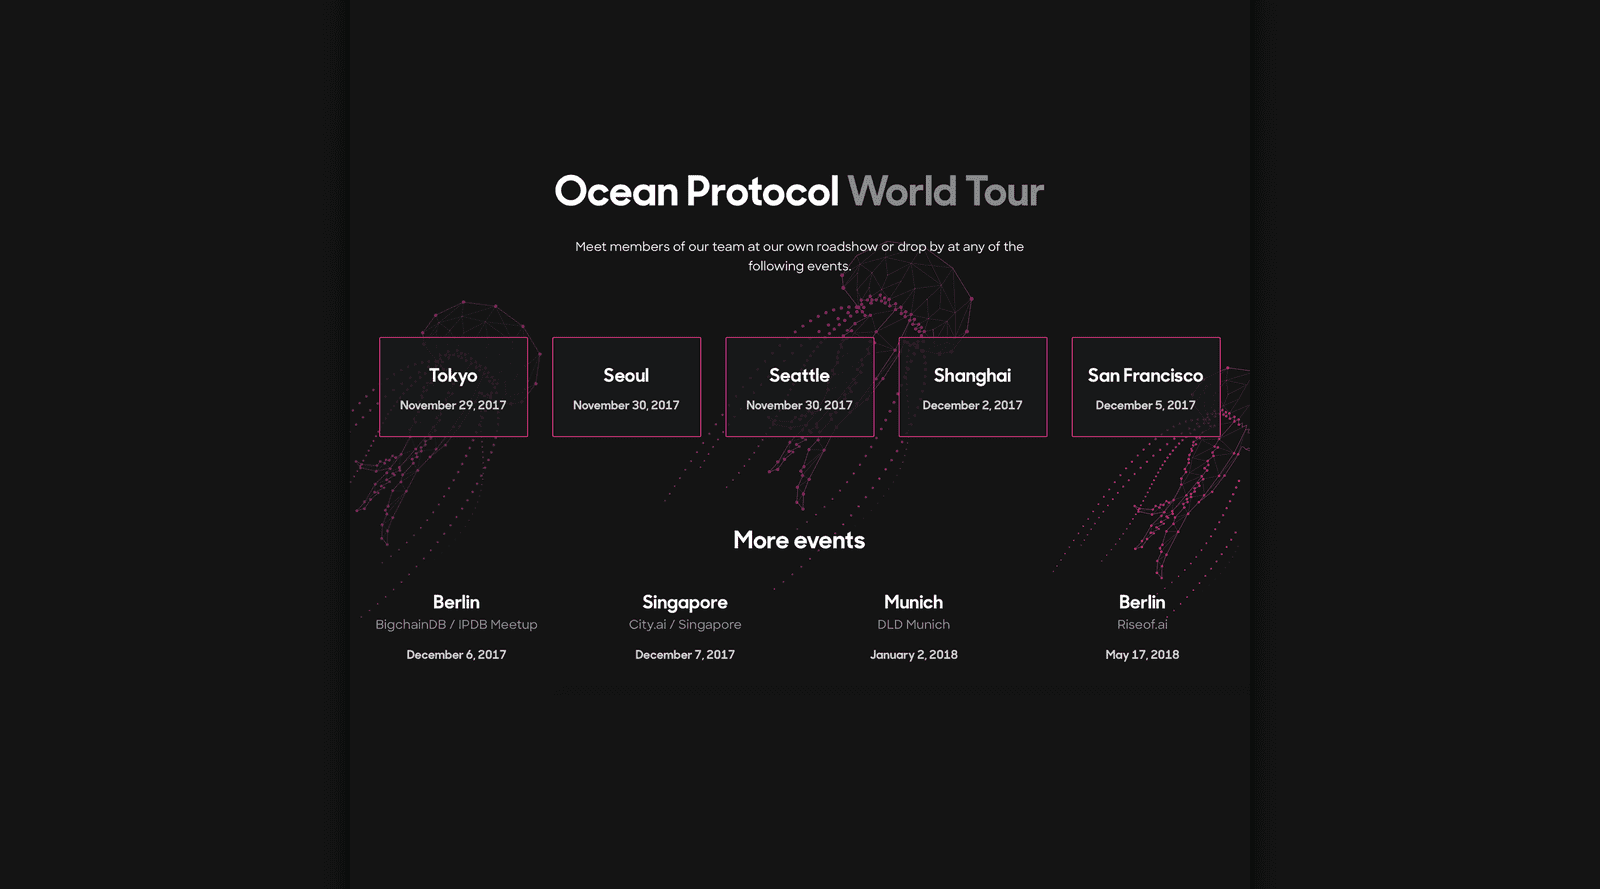 Ocean Protocol World Tour
Meet members of our team at our own roadshow or drop by at any of the
following events.
Tokyo
November 29, 2017
Seoul
November 30, 2017
Seattle
November 30, 2017
Shanghai
December 2, 2017
San Francisco
December 5, 2017
More events
Berlin
BigchainDB / IPDB Meetup
December 6, 2017
Singapore
City.ai / Singapore
December 7, 2017
Munich
DLD Munich
January 2, 2018
Berlin
Riseof.ai
May 17, 2018